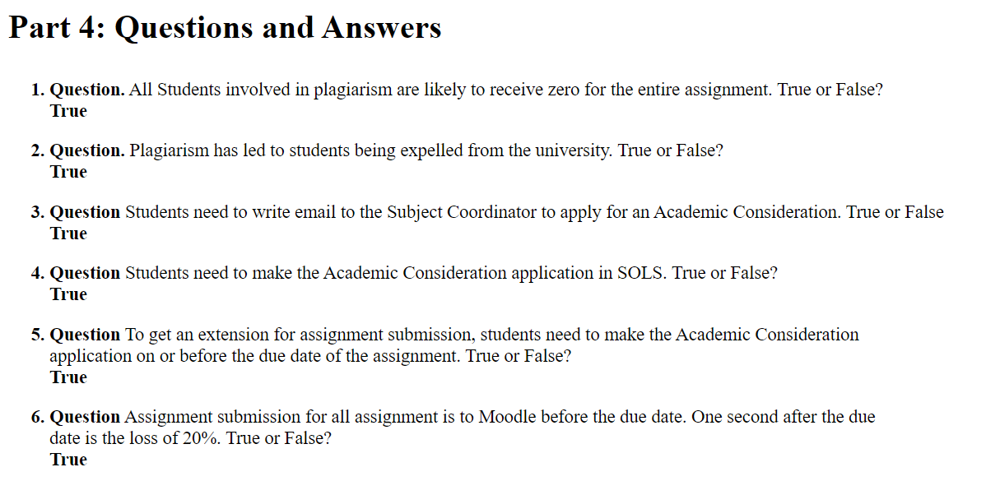 Part 4: Questions and Answers
1. Question. All Students involved in plagiarism are likely to receive zero for the entire assignment. True or False?
True
2. Question. Plagiarism has led to students being expelled from the university. True or False?
True
3. Question Students need to write email to the Subject Coordinator to apply for an Academic Consideration. True or False
True
4. Question Students need to make the Academic Consideration application in SOLS. True or False?
True
5. Question To get an extension for assignment submission, students need to make the Academic Consideration
application on or before the due date of the assignment. True or False?
True
6. Question Assignment submission for all assignment is to Moodle before the due date. One second after the due
date is the loss of 20%. True or False?
True